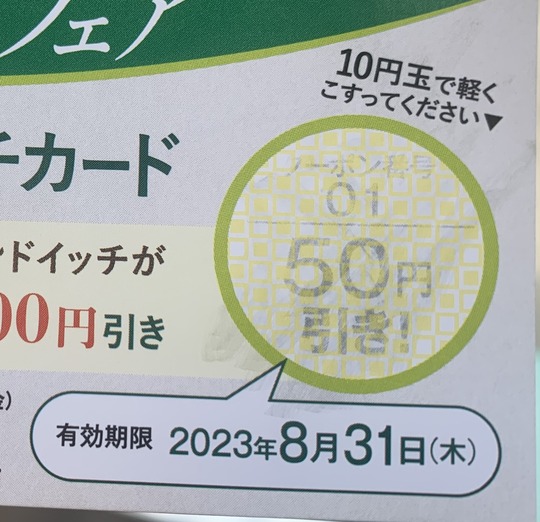 フェア
10円玉で軽く
こすってください▼
チカード
クーポン番号
01
50円
引き!
ンドイッチが
00円引き
金)
有効期限 2023年8月31日(木)